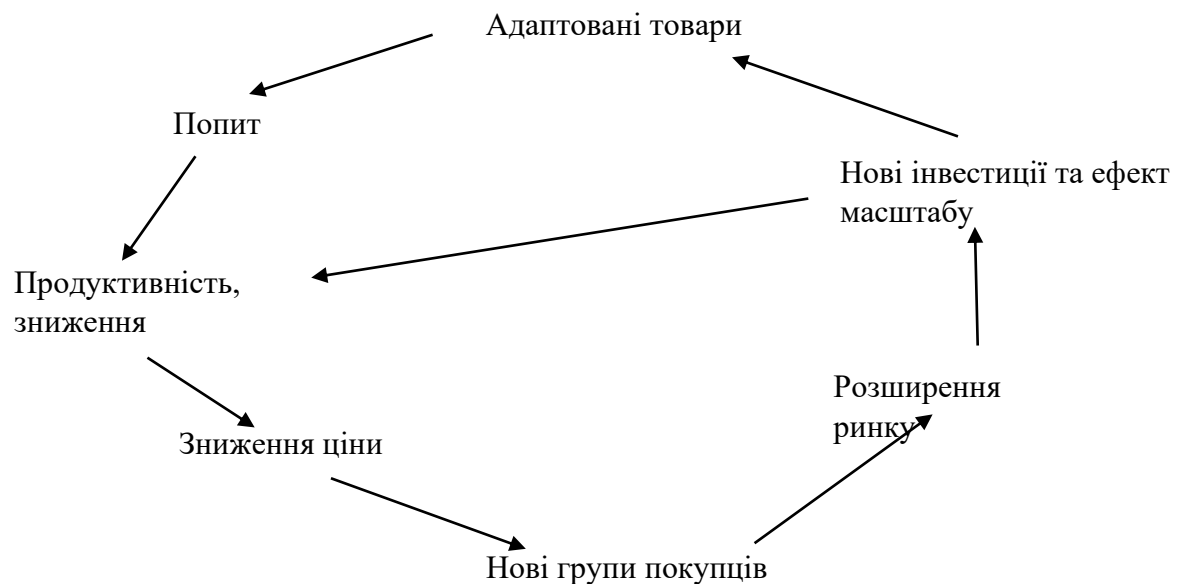 Адаптовані товари
Попит
Нові інвестиції та ефект
масштабу
Продуктивність,
зниження
Розширення
ринку
Зниження ціни
Нові групи покупців